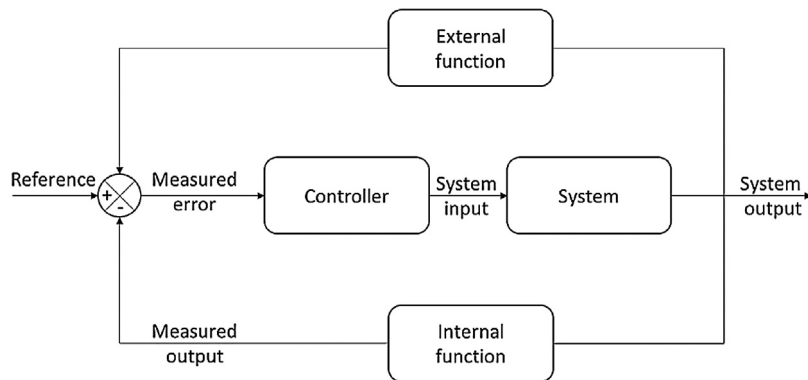 External
function
Reference
+
-
Measured
error
Controller
System
input
System
System
output
Measured
output
Internal
function